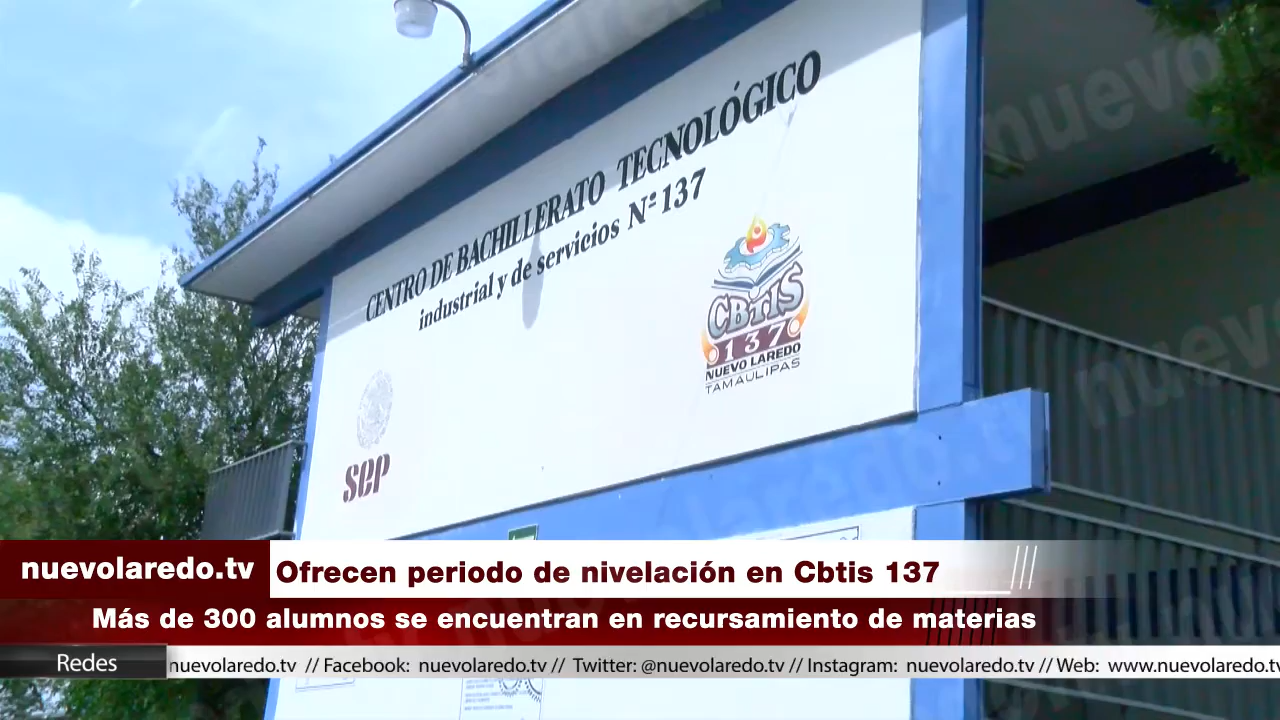 CENTRO DE BACHILLERATO TECNOLÓGICO
industrial y de servicios Nº 137
CBTIS
137
NUEVO LAREDO
TAMAULIPAS
SEP
nuevolaredo.tv
Ofrecen periodo de nivelación en Cbtis 137
Más de 300 alumnos se encuentran en recursamiento de materias
Redes
nuevolaredo.tv // Facebook: nuevolaredo.tv // Twitter: @nuevolaredo.tv // Instagram: nuevolaredo.tv // Web: www.nuevolaredo.tv